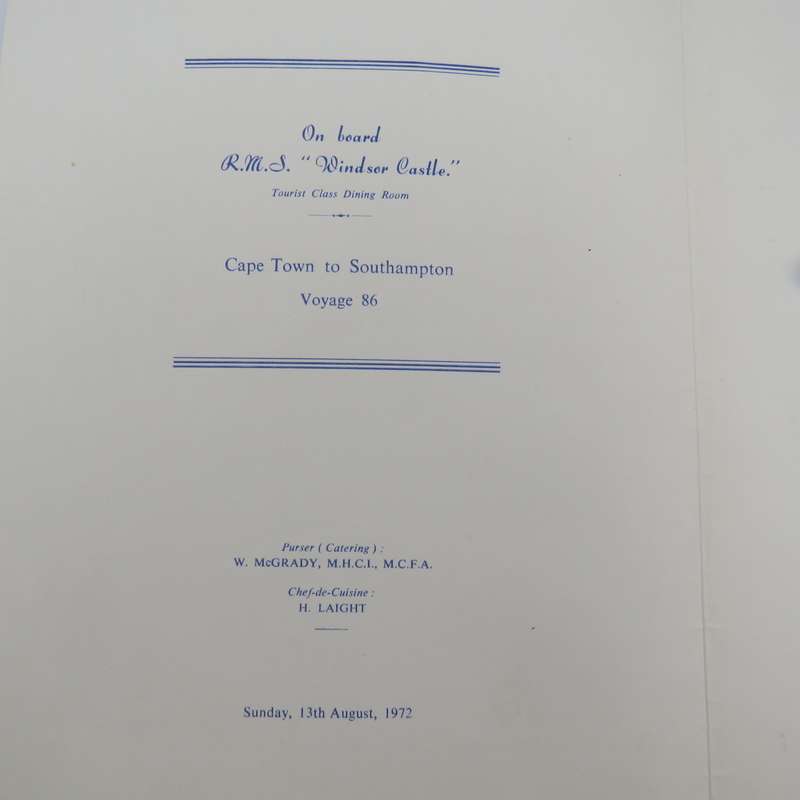 On board
R.M.S. "Windsor Castle."
Tourist Class Dining Room
Cape Town to Southampton
Voyage 86
Purser ( Catering ) :
W. McGRADY, M.H.C.I., M.C.F.A.
Chef-de-Cuisine :
H. LAIGHT
Sunday, 13th August, 1972